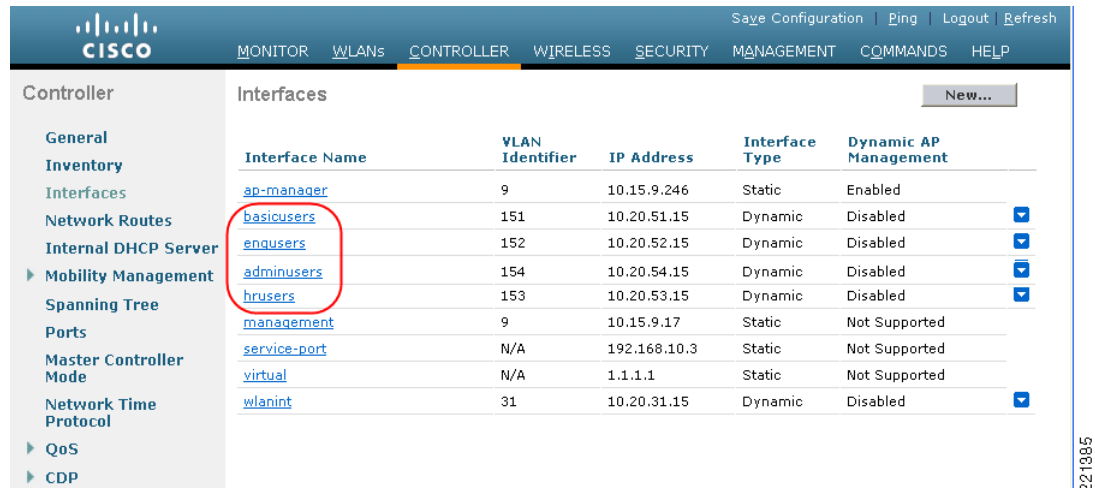 Save Configuration | Ping | Logout | Refresh
CISCO
MONITOR WLANs CONTROLLER WIRELESS SECURITY MANAGEMENT COMMANDS HELP
Controller
General
Inventory
Interfaces
Network Routes
Internal DHCP Server
Mobility Management
Spanning Tree
Ports
Master Controller
Mode
Network Time
Protocol
QoS
CDP
Interfaces
New...
Interface Name VLAN Identifier IP Address Interface Type Dynamic AP Management
ap-manager 9 10.15.9.246 Static Enabled
basicusers 151 10.20.51.15 Dynamic Disabled
engusers 152 10.20.52.15 Dynamic Disabled
adminusers 154 10.20.54.15 Dynamic Disabled
hrusers 153 10.20.53.15 Dynamic Disabled
management 9 10.15.9.17 Static Not Supported
service-port N/A 192.168.10.3 Static Not Supported
virtual N/A 1.1.1.1 Static Not Supported
wlanint 31 10.20.31.15 Dynamic Disabled
221385